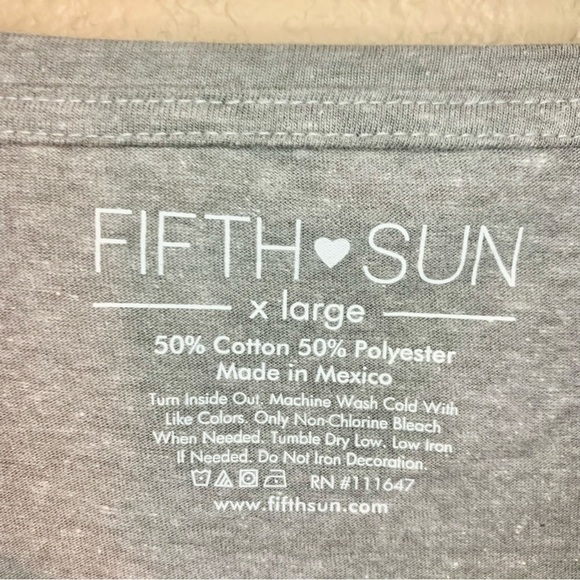 FIFTH SUN
x large
50% Cotton 50% Polyester
Made in Mexico
Turn Inside Out. Machine Wash Cold With
Like Colors. Only Non-Chlorine Bleach
When Needed. Tumble Dry Low. Low Iron
If Needed. Do Not Iron Decoration.
RN #111647
www.fifthsun.com